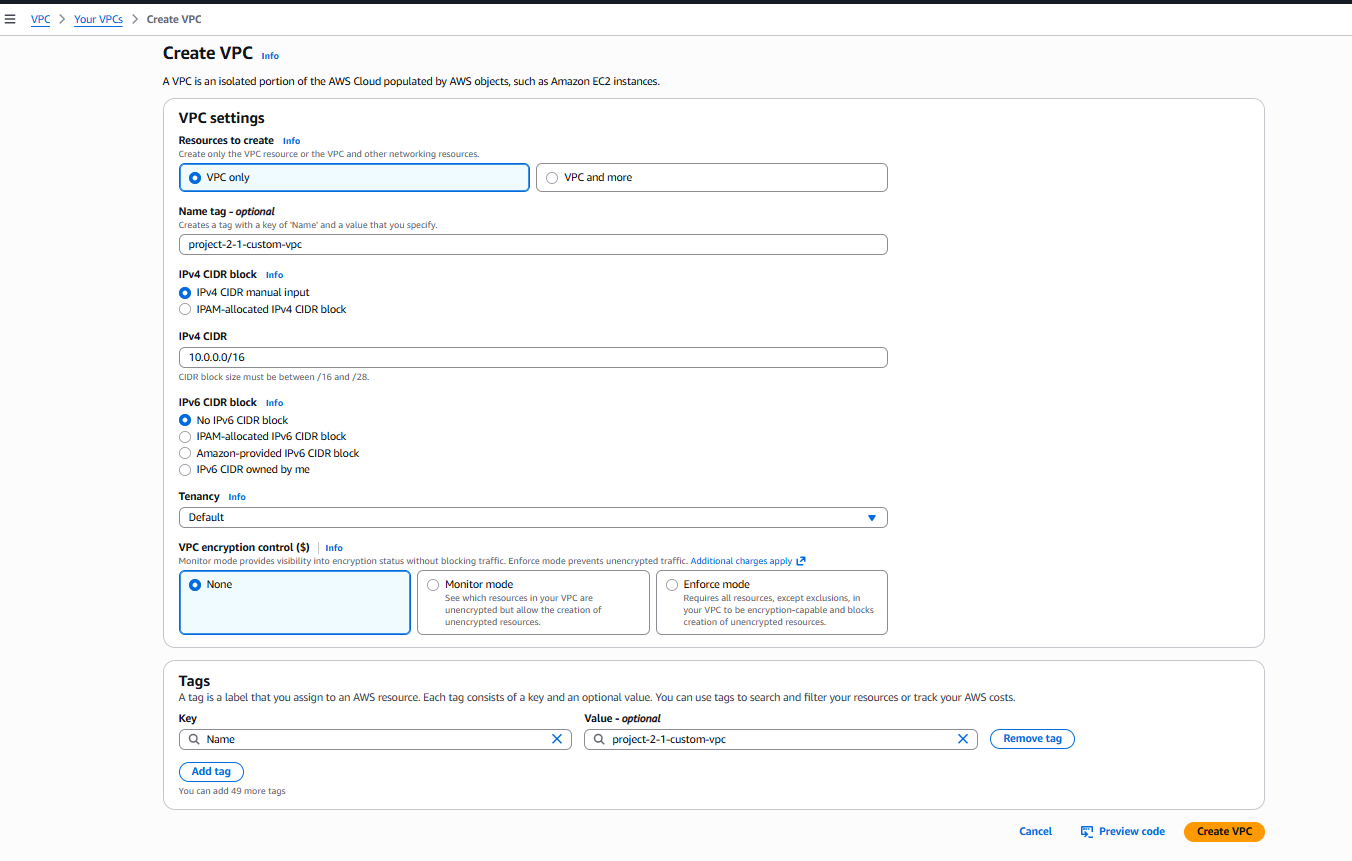 VPC > Your VPCs > Create VPC
Create VPC Info
A VPC is an isolated portion of the AWS Cloud populated by AWS objects, such as Amazon EC2 instances.
VPC settings
Resources to create Info
Create only the VPC resource or the VPC and other networking resources.
VPC only
VPC and more
Name tag - optional
Creates a tag with a key of 'Name' and a value that you specify.
project-2-1-custom-vpc
IPv4 CIDR block Info
IPv4 CIDR manual input
IPAM-allocated IPv4 CIDR block
IPv4 CIDR
10.0.0.0/16
CIDR block size must be between /16 and /28.
IPv6 CIDR block Info
No IPv6 CIDR block
IPAM-allocated IPv6 CIDR block
Amazon-provided IPv6 CIDR block
IPv6 CIDR owned by me
Tenancy Info
Default
VPC encryption control ($) Info
Monitor mode provides visibility into encryption status without blocking traffic. Enforce mode prevents unencrypted traffic. Additional charges apply
None
Monitor mode
See which resources in your VPC are
unencrypted but allow the creation of
unencrypted resources.
Enforce mode
Requires all resources, except exclusions, in
your VPC to be encryption-capable and blocks
creation of unencrypted resources.
Tags
A tag is a label that you assign to an AWS resource. Each tag consists of a key and an optional value. You can use tags to search and filter your resources or track your AWS costs.
Key
Value - optional
Name
project-2-1-custom-vpc
Remove tag
Add tag
You can add 49 more tags
Cancel
Preview code
Create VPC